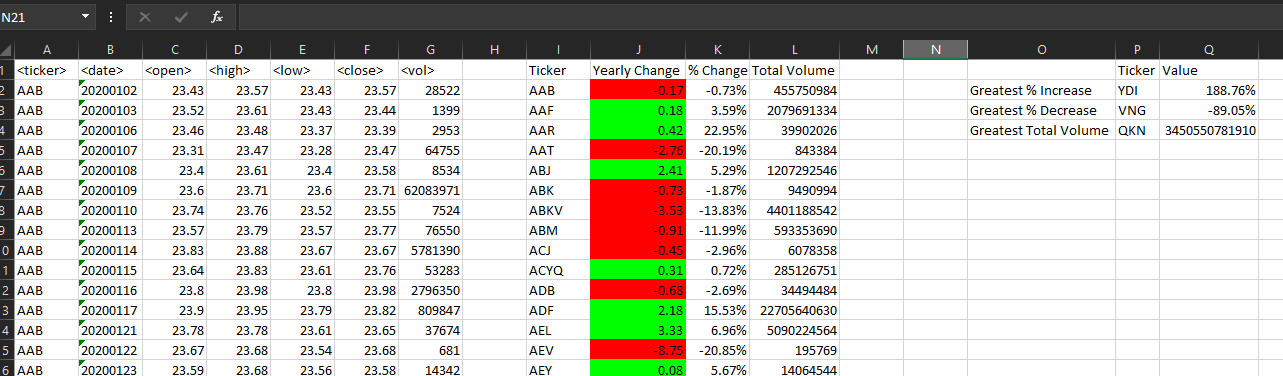 N21 fx
A B C D E F G H I J K L M N O P Q
1 <ticker> <date> <open> <high> <low> <close> <vol> Ticker Yearly Change % Change Total Volume Ticker Value
2 AAB 20200102 23.43 23.57 23.43 23.57 28522 AAB -0.17 -0.73% 455750984 Greatest % Increase YDI 188.76%
3 AAB 20200103 23.52 23.61 23.43 23.44 1399 AAF 0.18 3.59% 2079691334 Greatest % Decrease VNG -89.05%
4 AAB 20200106 23.46 23.48 23.37 23.39 2953 AAR 0.42 22.95% 39902026 Greatest Total Volume QKN 3450550781910
5 AAB 20200107 23.31 23.47 23.28 23.47 64755 AAT -2.76 -20.19% 843384
6 AAB 20200108 23.4 23.61 23.4 23.58 8534 ABJ 2.41 5.29% 1207292546
7 AAB 20200109 23.6 23.71 23.6 23.71 62083971 ABK -0.73 -1.87% 9490994
8 AAB 20200110 23.74 23.76 23.52 23.55 7524 ABKV -3.53 -13.83% 4401188542
9 AAB 20200113 23.57 23.79 23.57 23.77 76550 ABM -0.91 -11.99% 593353690
0 AAB 20200114 23.83 23.88 23.67 23.67 5781390 ACJ -0.45 -2.96% 6078358
1 AAB 20200115 23.64 23.83 23.61 23.76 53283 ACYQ 0.31 0.72% 285126751
2 AAB 20200116 23.8 23.98 23.8 23.98 2796350 ADB -0.68 -2.69% 34494484
3 AAB 20200117 23.9 23.95 23.79 23.82 809847 ADF 2.18 15.53% 22705640630
4 AAB 20200121 23.78 23.78 23.61 23.65 37674 AEL 3.33 6.96% 5090224564
5 AAB 20200122 23.67 23.68 23.54 23.68 681 AEV -8.75 -20.85% 195769
6 AAB 20200123 23.59 23.68 23.56 23.58 14342 AEY 0.08 5.67% 14064544